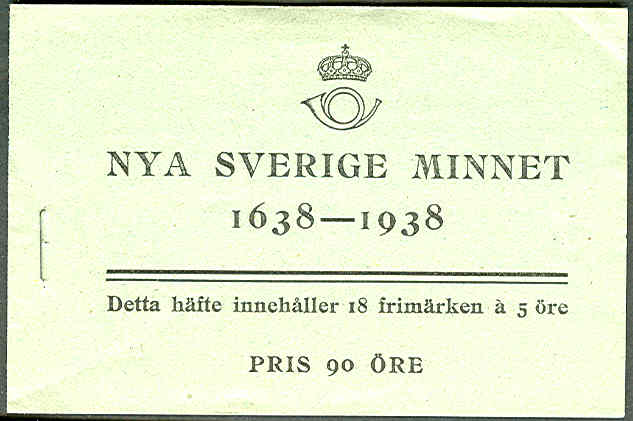 NYA SVERIGE MINNET
1638—1938
Detta häfte innehåller 18 frimärken à 5 öre
PRIS 90 ÖRE